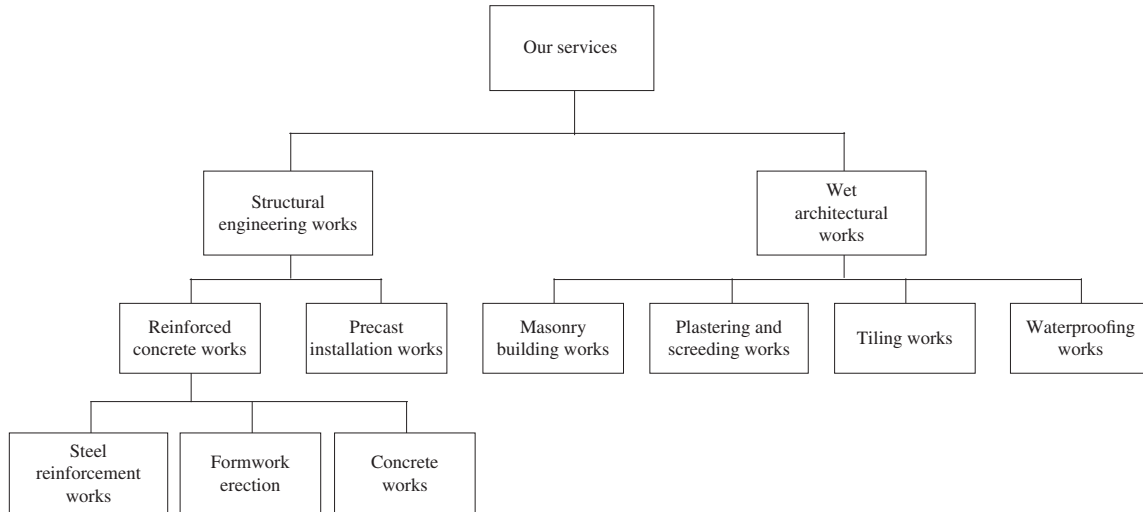 Our services
Structural
engineering works
Wet
architectural
works
Reinforced
concrete works
Precast
installation works
Masonry
building works
Plastering and
screeding works
Tiling works
Waterproofing
works
Steel
reinforcement
works
Formwork
erection
Concrete
works